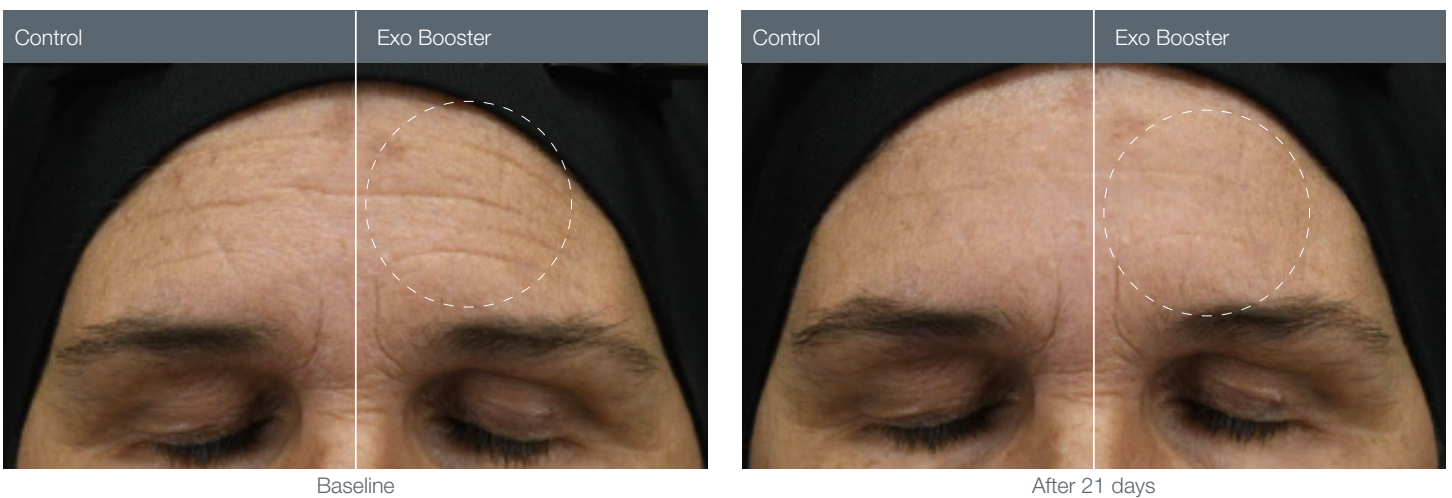 Control
Exo Booster
Control
Exo Booster
Baseline
After 21 days